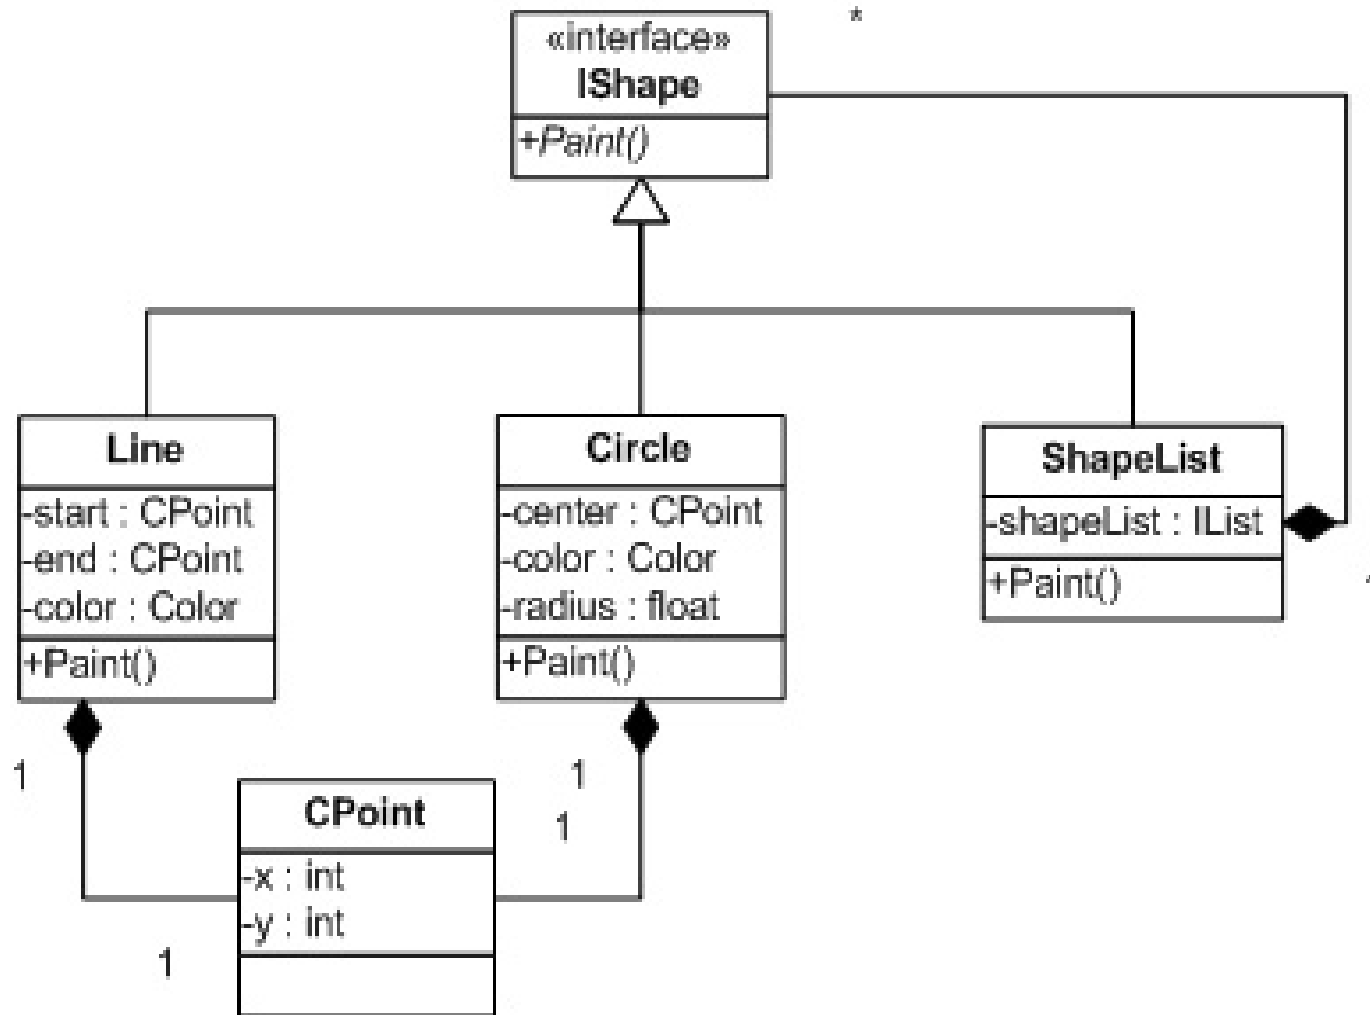 *
«interface»
IShape
+Paint()
Line
-start : CPoint
-end : CPoint
-color : Color
+Paint()
Circle
-center : CPoint
-color : Color
-radius : float
+Paint()
ShapeList
-shapeList : IList
+Paint()
1
1
1
1
CPoint
-x : int
-y : int